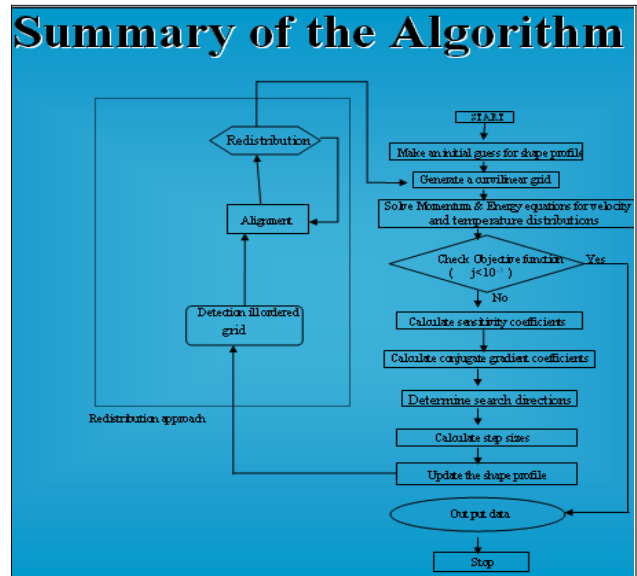 Summary of the Algorithm
START
Make an initial guess for shape profile
Generate a curvilinear grid
Solve Momentum & Energy equations for velocity
and temperature distributions
Check Objective function
( j<10 )
Yes
No
Calculate sensitivity coefficients
Calculate conjugate gradient coefficients
Determine search directions
Calculate step sizes
Update the shape profile
Output data
Stop
Redistribution
Alignment
Detection ill ordered
grid
Redistribution approach